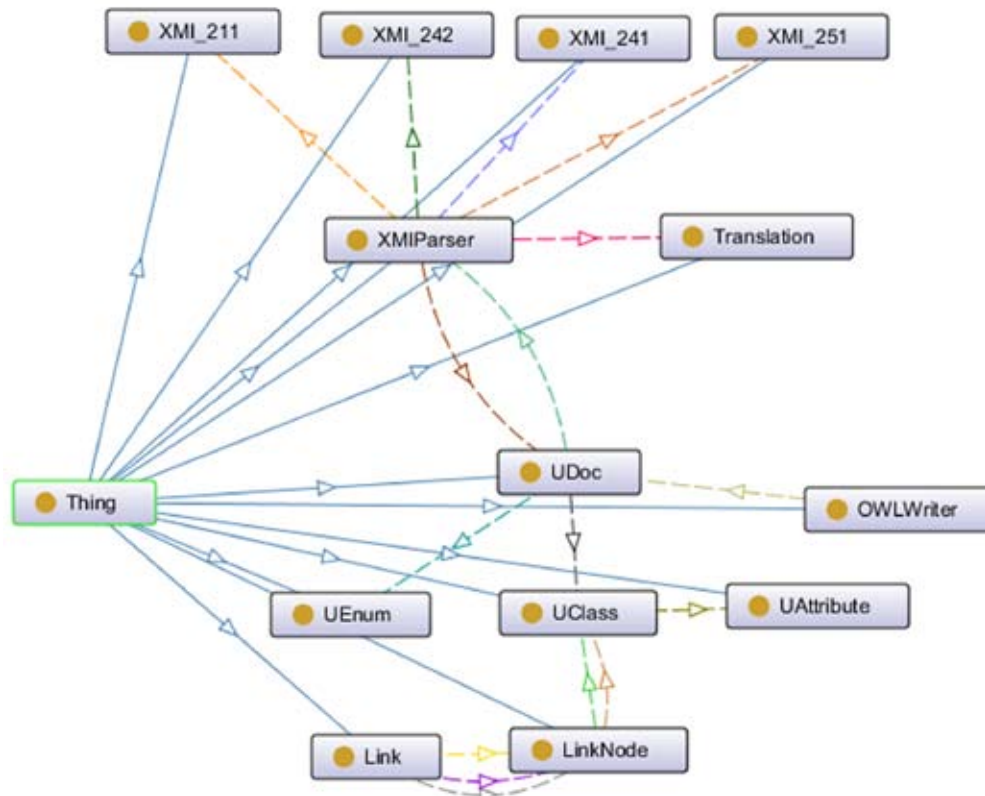 XMI_211
XMI_242
XMI_241
XMI_251
XMIParser
Translation
UDoc
Thing
OWLWriter
UEnum
UClass
UAttribute
Link
LinkNode